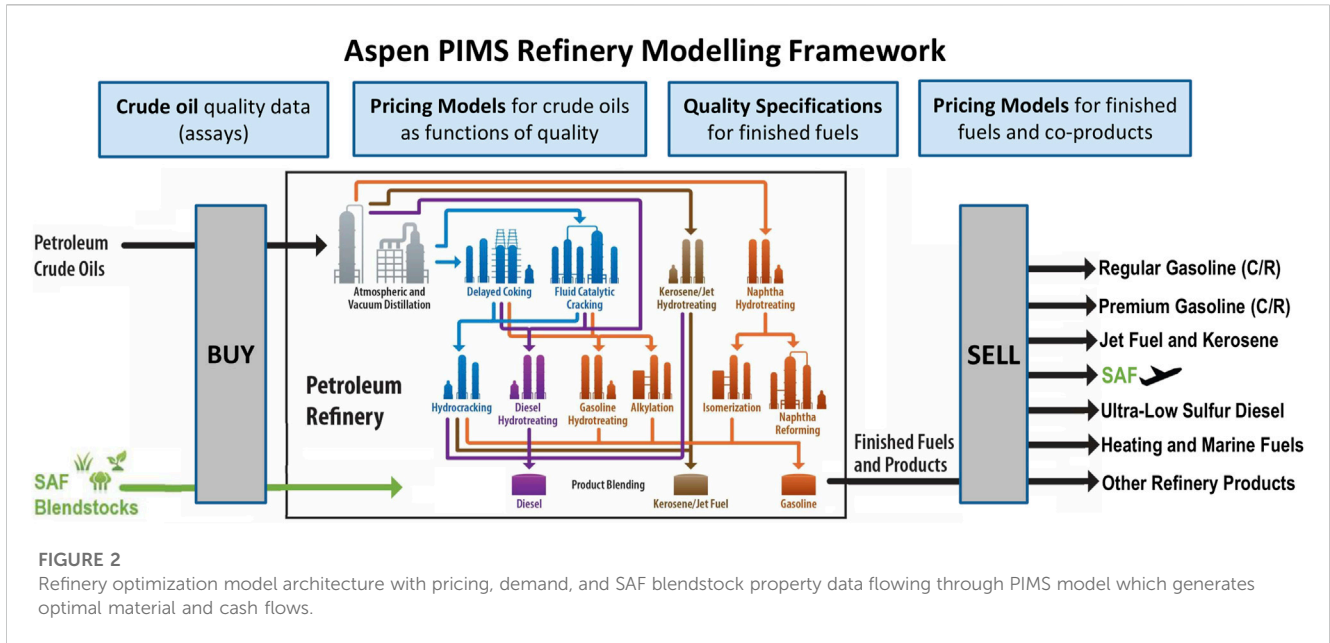 Aspen PIMS Refinery Modelling Framework
Crude oil quality data
(assays)
Pricing Models for crude oils
as functions of quality
Quality Specifications
for finished fuels
Pricing Models for finished
fuels and co-products
Petroleum
Crude Oils
BUY
SAF
Blendstocks
Atmospheric and
Vacuum Distillation
Delayed Coking
Fluid Catalytic
Cracking
Kerosene/Jet
Hydrotreating
Naphtha
Hydrotreating
Petroleum
Refinery
Hydrocracking
Diesel
Hydrotreating
Gasoline
Hydrotreating
Alkylation
Isomerization
Naphtha
Reforming
Product Blending
Diesel
Kerosene/Jet Fuel
Gasoline
Finished Fuels
and Products
SELL
Regular Gasoline (C/R)
Premium Gasoline (C/R)
Jet Fuel and Kerosene
SAF
Ultra-Low Sulfur Diesel
Heating and Marine Fuels
Other Refinery Products
FIGURE 2
Refinery optimization model architecture with pricing, demand, and SAF blendstock property data flowing through PIMS model which generates
optimal material and cash flows.